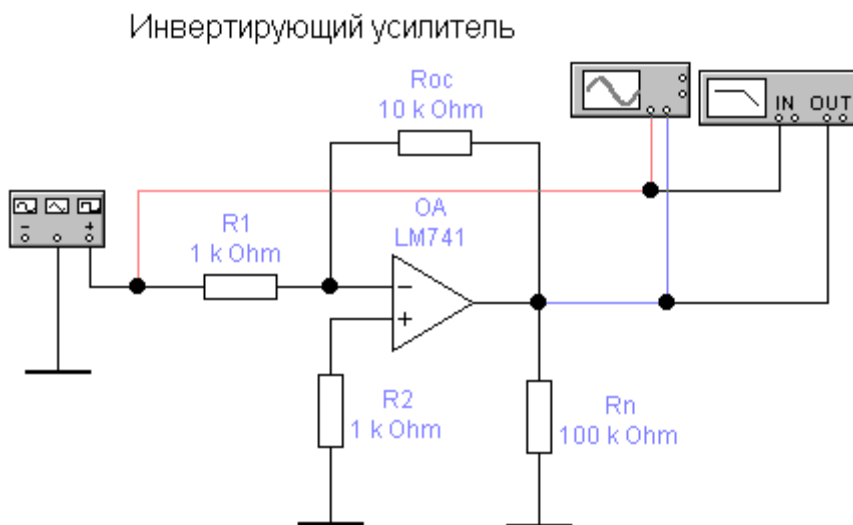 Инвертирующий усилитель
Roc
10 k Ohm
IN OUT
OA
LM741
R1
1 k Ohm
- +
−
+
R2
1 k Ohm
Rn
100 k Ohm